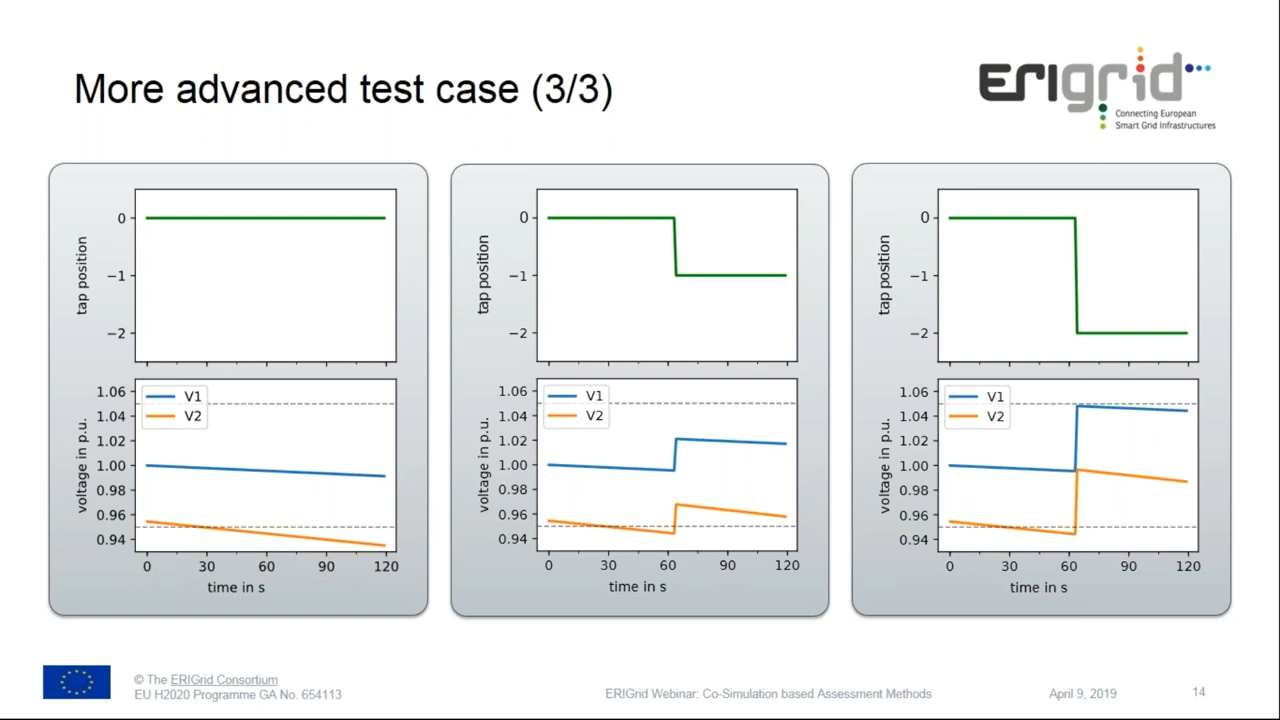 More advanced test case (3/3)
ERIGrid
Connecting European
Smart Grid Infrastructures
0
−1
−2
tap position
1.06
1.04
1.02
1.00
0.98
0.96
0.94
voltage in p.u.
V1
V2
0 30 60 90 120
time in s
0
−1
−2
tap position
1.06
1.04
1.02
1.00
0.98
0.96
0.94
voltage in p.u.
V1
V2
0 30 60 90 120
time in s
0
−1
−2
tap position
1.06
1.04
1.02
1.00
0.98
0.96
0.94
voltage in p.u.
V1
V2
0 30 60 90 120
time in s
© The ERIGrid Consortium
EU H2020 Programme GA No. 654113
ERIGrid Webinar: Co-Simulation based Assessment Methods
April 9, 2019
14